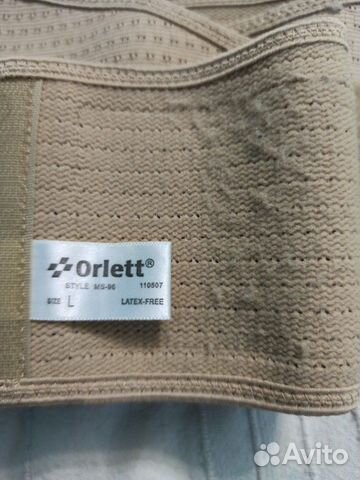 Orlett®
STYLE MS-96 110507
SIZE L LATEX-FREE
Avito